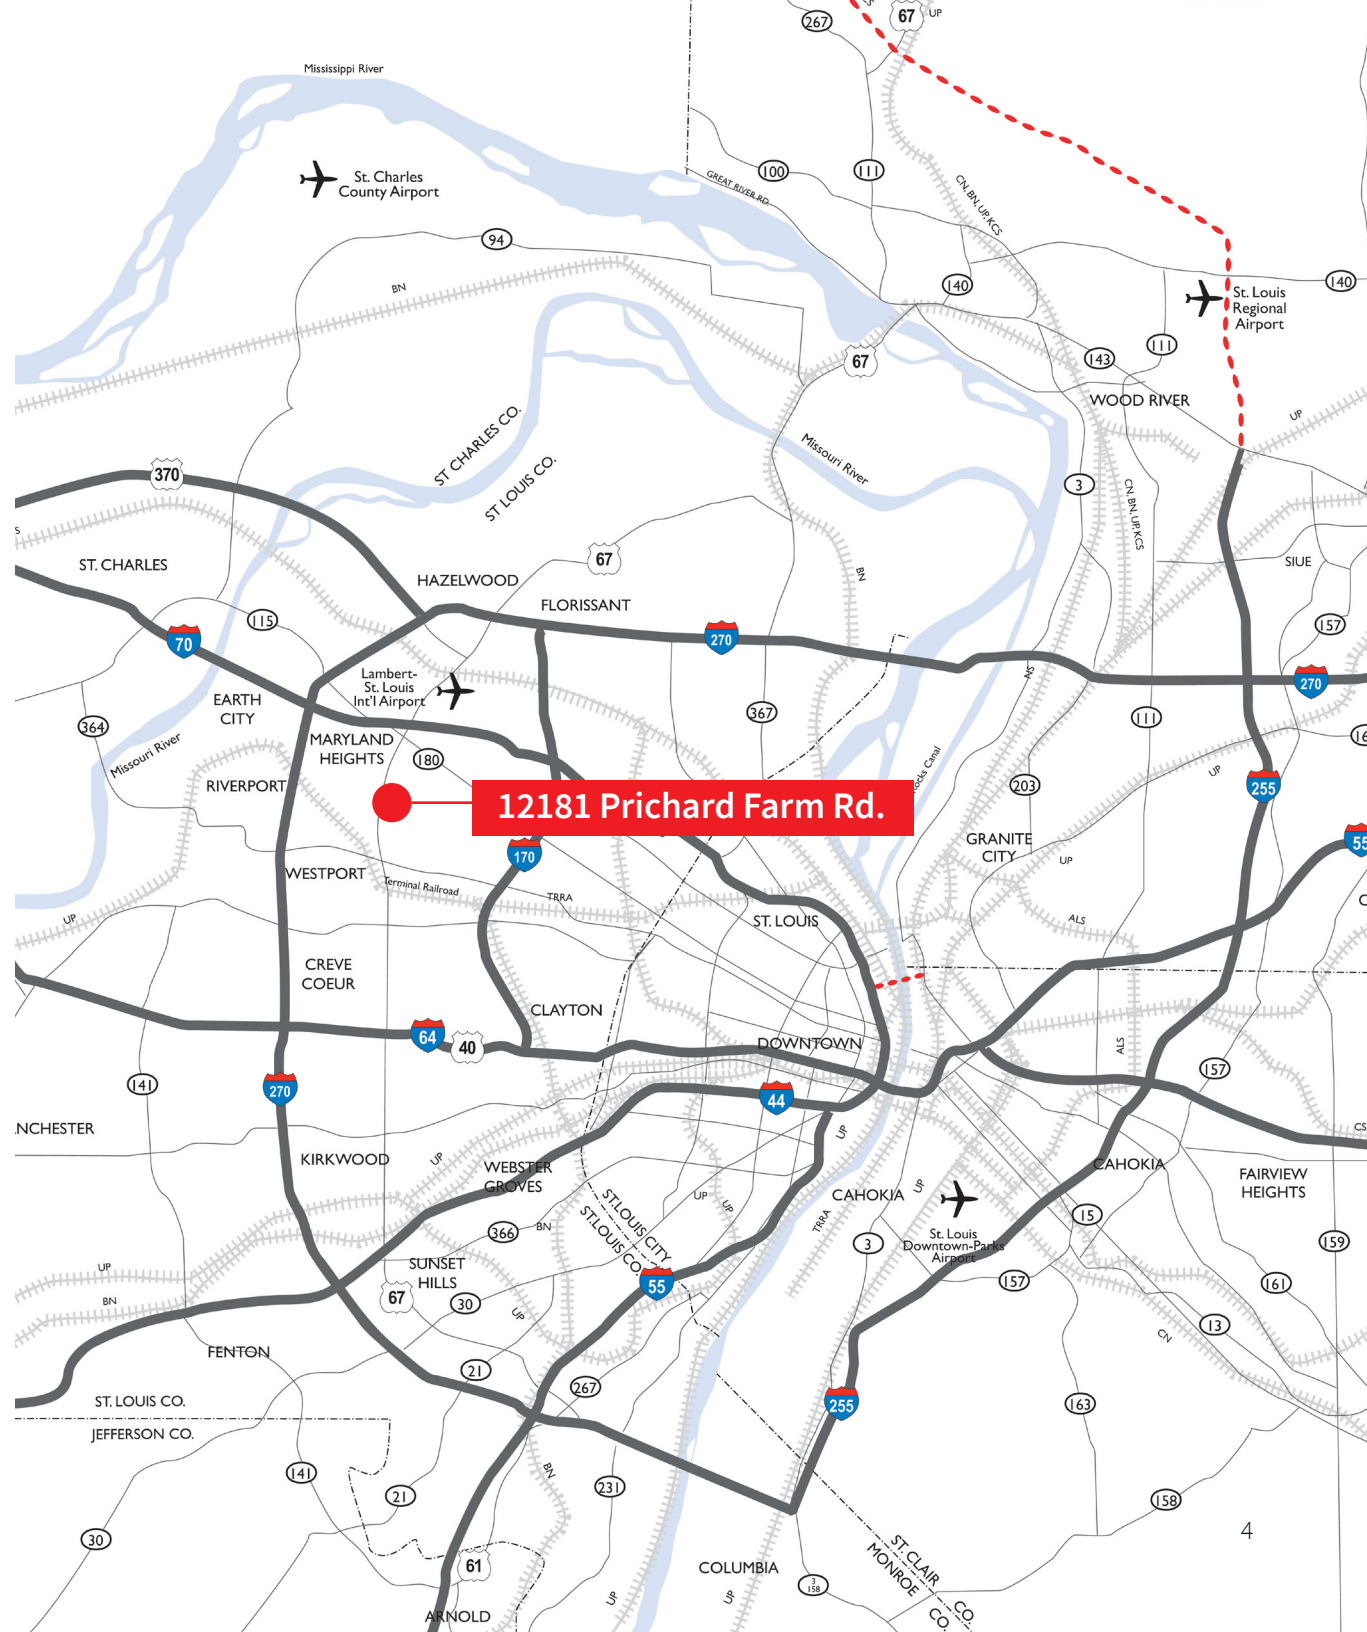 267
67
UP
CS
Mississippi River
St. Charles
County Airport
100
111
GREAT RIVER RD.
CN, BN, UP, KCS
94
BN
140
140
St. Louis
Regional
Airport
67
143
111
WOOD RIVER
UP
ST CHARLES CO.
ST LOUIS CO.
Missouri River
370
3
CN, BN, UP, KCS
S
ST. CHARLES
67
HAZELWOOD
FLORISSANT
BN
SIUE
115
70
270
157
Lambert-
St. Louis
Int'l Airport
NS
270
EARTH
CITY
364
367
111
16
MARYLAND
HEIGHTS
Missouri River
180
RIVERPORT
ocks Canal
203
UP
255
12181 Prichard Farm Rd.
GRANITE
CITY
55
170
UP
WESTPORT
Terminal Railroad
TRRA
C
UP
ST. LOUIS
ALS
CREVE
COEUR
CLAYTON
64
40
DOWNTOWN
ALS
141
270
157
44
NCHESTER
UP
CS
KIRKWOOD
UP
WEBSTER
GROVES
CAHOKIA
FAIRVIEW
HEIGHTS
UP
UP
CAHOKIA
UP
ST.LOUIS CITY
ST.LOUIS CO.
TRRA
15
366
BN
3
St. Louis
Downtown-Parks
Airport
159
UP
SUNSET
HILLS
55
157
161
BN
67
30
UP
13
CN
FENTON
21
267
255
163
ST. LOUIS CO.
JEFFERSON CO.
141
BN
21
231
158
30
4
61
COLUMBIA
ST. CLAIR CO.
MONROE CO.
3
158
UP
UP
ARNOLD